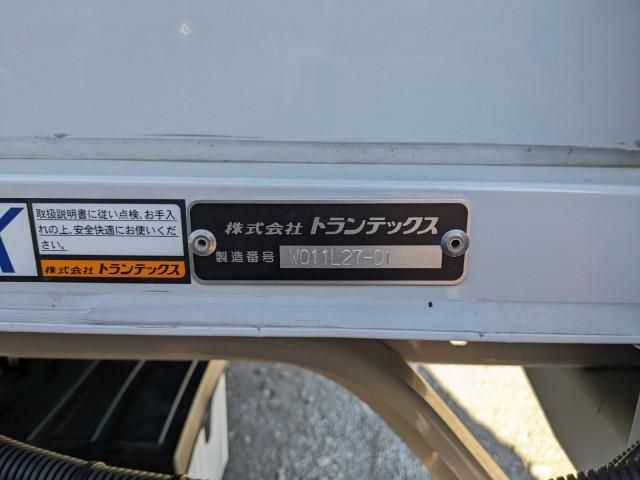 X
取扱説明書に従い点検、お手入
れの上、安全快適にお使いくだ
さい。
株式会社 トランテックス
株式会社 トランテックス
製造番号 W011L27-01